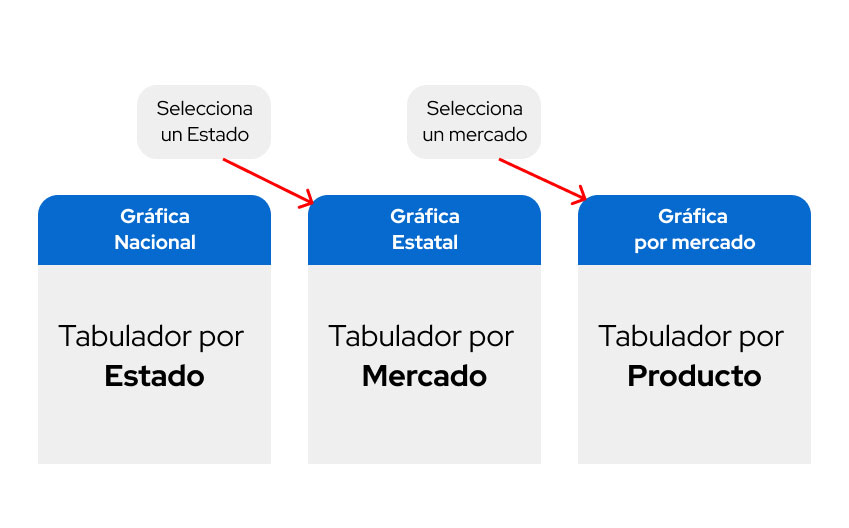 Selecciona
un Estado
Selecciona
un mercado
Gráfica
Nacional
Gráfica
Estatal
Gráfica
por mercado
Tabulador por
Estado
Tabulador por
Mercado
Tabulador por
Producto